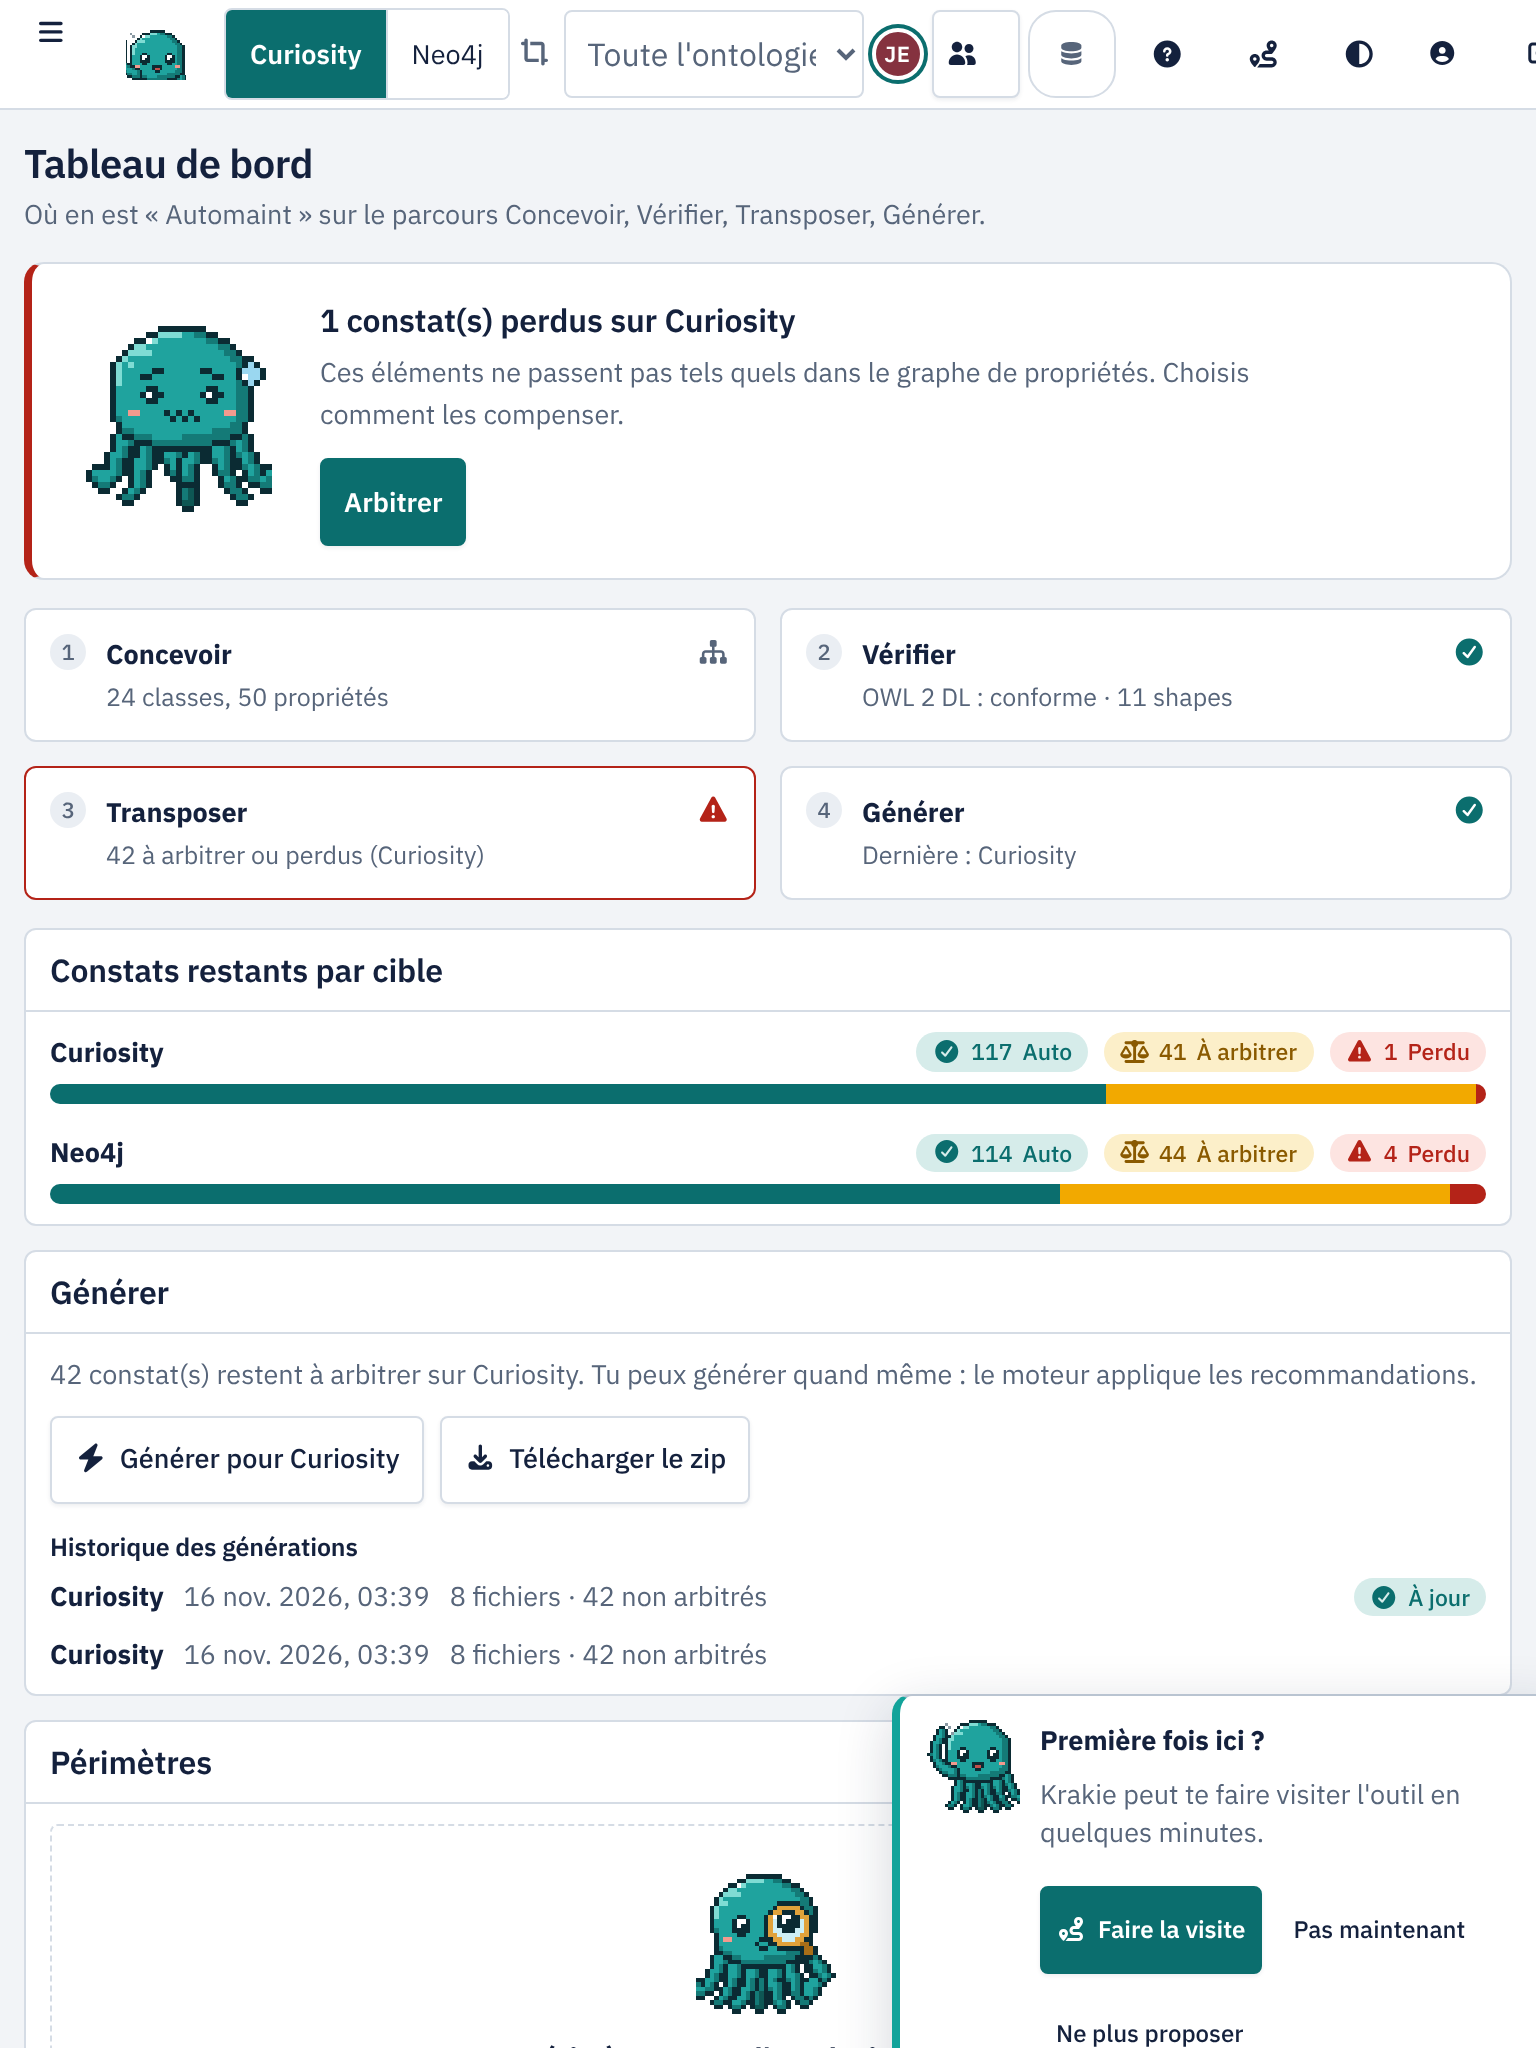 Curiosity
Neo4j
Toute l'ontologie
JE
Tableau de bord
Où en est « Automaint » sur le parcours Concevoir, Vérifier, Transposer, Générer.
1 constat(s) perdus sur Curiosity
Ces éléments ne passent pas tels quels dans le graphe de propriétés. Choisis
comment les compenser.
Arbitrer
1 Concevoir
24 classes, 50 propriétés
2 Vérifier
OWL 2 DL : conforme · 11 shapes
3 Transposer
42 à arbitrer ou perdus (Curiosity)
4 Générer
Dernière : Curiosity
Constats restants par cible
Curiosity 117 Auto 41 À arbitrer 1 Perdu
Neo4j 114 Auto 44 À arbitrer 4 Perdu
Générer
42 constat(s) restent à arbitrer sur Curiosity. Tu peux générer quand même : le moteur applique les recommandations.
Générer pour Curiosity
Télécharger le zip
Historique des générations
Curiosity 16 nov. 2026, 03:39 8 fichiers · 42 non arbitrés À jour
Curiosity 16 nov. 2026, 03:39 8 fichiers · 42 non arbitrés
Périmètres
Première fois ici ?
Krakie peut te faire visiter l'outil en
quelques minutes.
Faire la visite
Pas maintenant
Ne plus proposer